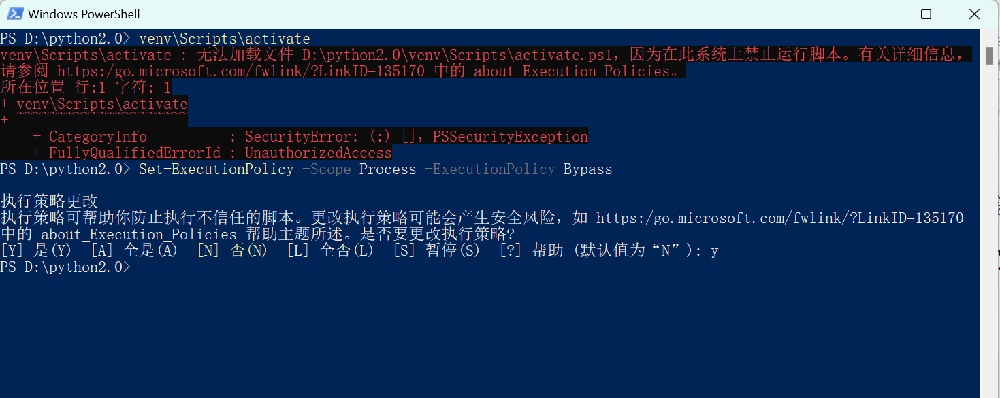 Windows PowerShell
PS D:\python2.0> venv\Scripts\activate
venv\Scripts\activate : 无法加载文件 D:\python2.0\venv\Scripts\activate.ps1，因为在此系统上禁止运行脚本。有关详细信息，
请参阅 https:/go.microsoft.com/fwlink/?LinkID=135170 中的 about_Execution_Policies。
所在位置 行:1 字符: 1
+ venv\Scripts\activate
+ ~~~~~~~~~~~~~~~~~~~~~
    + CategoryInfo          : SecurityError: (:) []，PSSecurityException
    + FullyQualifiedErrorId : UnauthorizedAccess
PS D:\python2.0> Set-ExecutionPolicy -Scope Process -ExecutionPolicy Bypass
执行策略更改
执行策略可帮助你防止执行不信任的脚本。更改执行策略可能会产生安全风险，如 https:/go.microsoft.com/fwlink/?LinkID=135170
中的 about_Execution_Policies 帮助主题所述。是否要更改执行策略?
[Y] 是(Y)  [A] 全是(A)  [N] 否(N)  [L] 全否(L)  [S] 暂停(S)  [?] 帮助 (默认值为“N”): y
PS D:\python2.0>